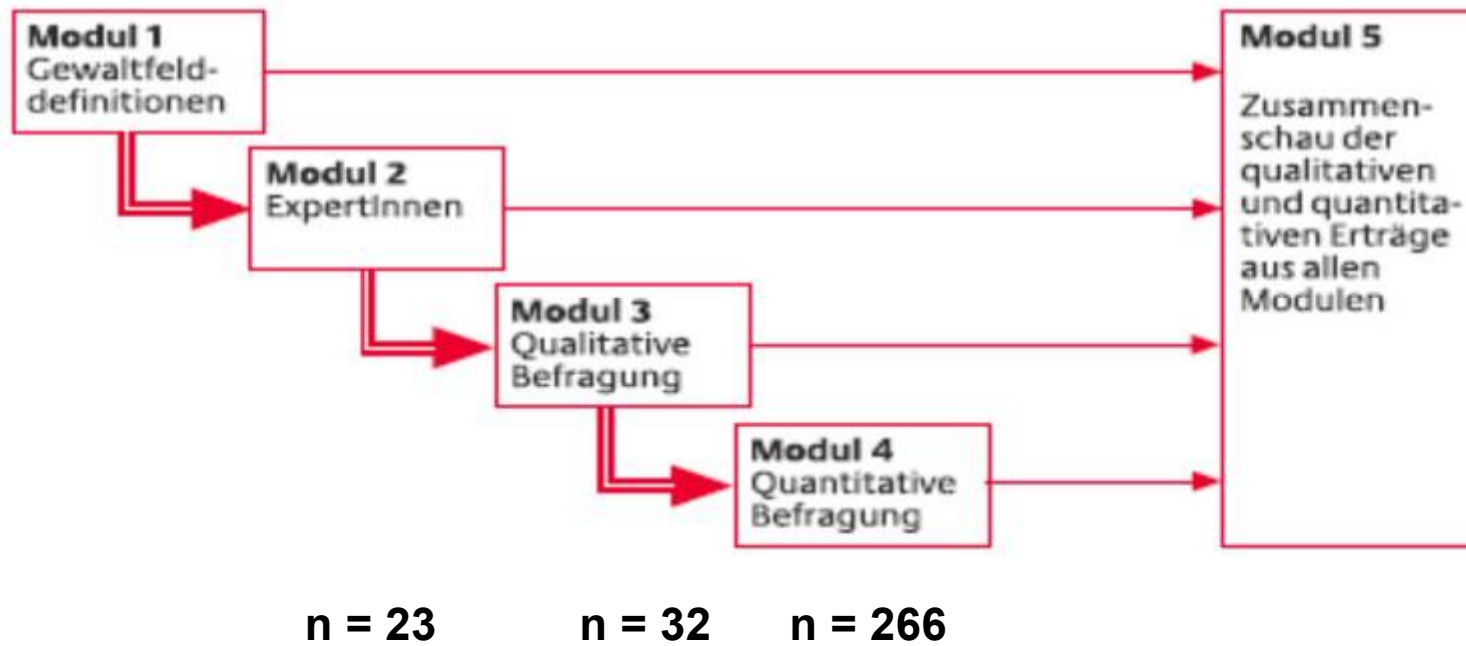 Modul 1
Gewaltfeld-
definitionen
Modul 2
ExpertInnen
Modul 3
Qualitative
Befragung
Modul 4
Quantitative
Befragung
Modul 5
Zusammen-
schau der
qualitativen
und quantita-
tiven Erträge
aus allen
Modulen
n = 23
n = 32
n = 266